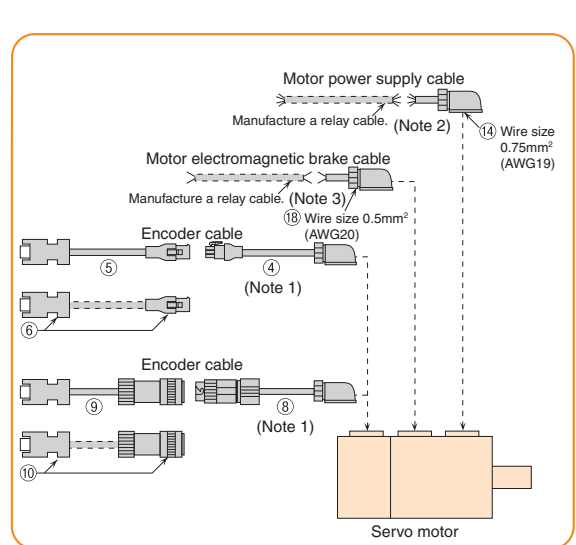 Motor power supply cable
Manufacture a relay cable.
(Note 2)
⑭ Wire size
0.75mm²
(AWG19)
Motor electromagnetic brake cable
Manufacture a relay cable.
(Note 3)
⑱ Wire size 0.5mm²
(AWG20)
Encoder cable
⑤
④
(Note 1)
⑥
Encoder cable
⑨
⑧
(Note 1)
⑩
Servo motor